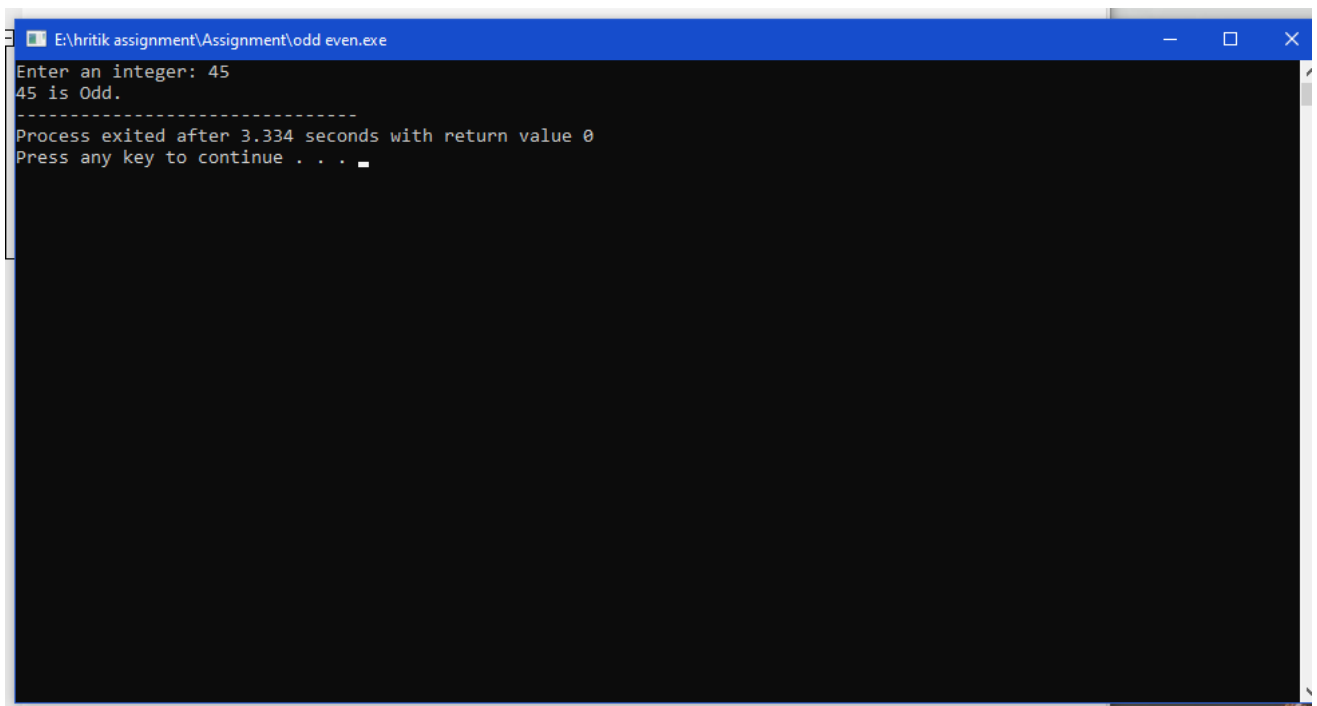 E:\hritik assignment\Assignment\odd even.exe
Enter an integer: 45
45 is Odd.
--------------------------------
Process exited after 3.334 seconds with return value 0
Press any key to continue . . .